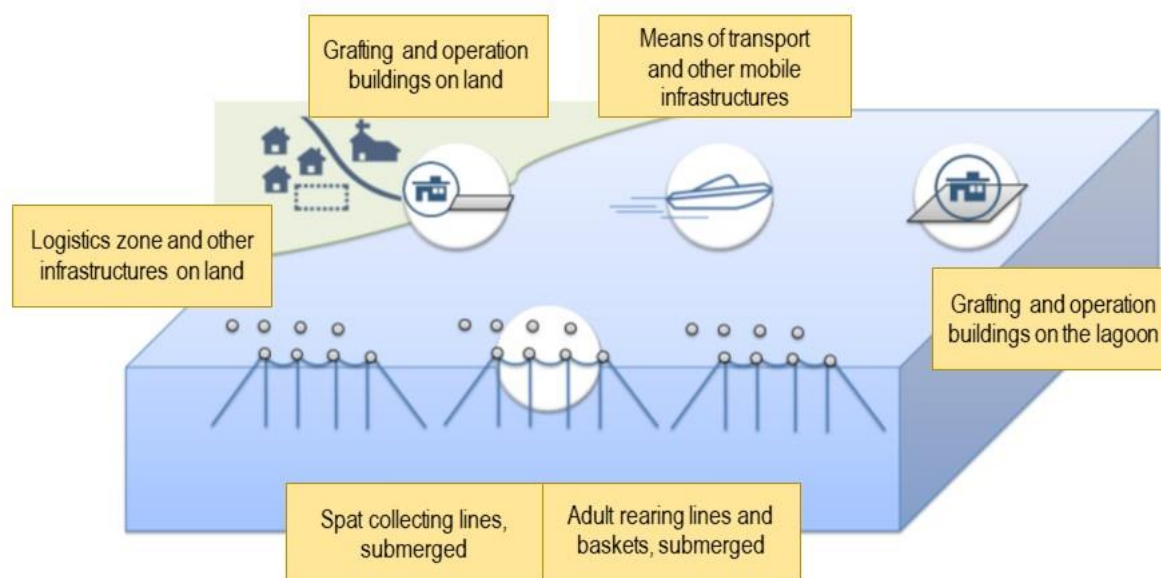 Grafting and operation
buildings on land
Means of transport
and other mobile
infrastructures
Logistics zone and other
infrastructures on land
Grafting and operation
buildings on the lagoon
Spat collecting lines,
submerged
Adult rearing lines and
baskets, submerged